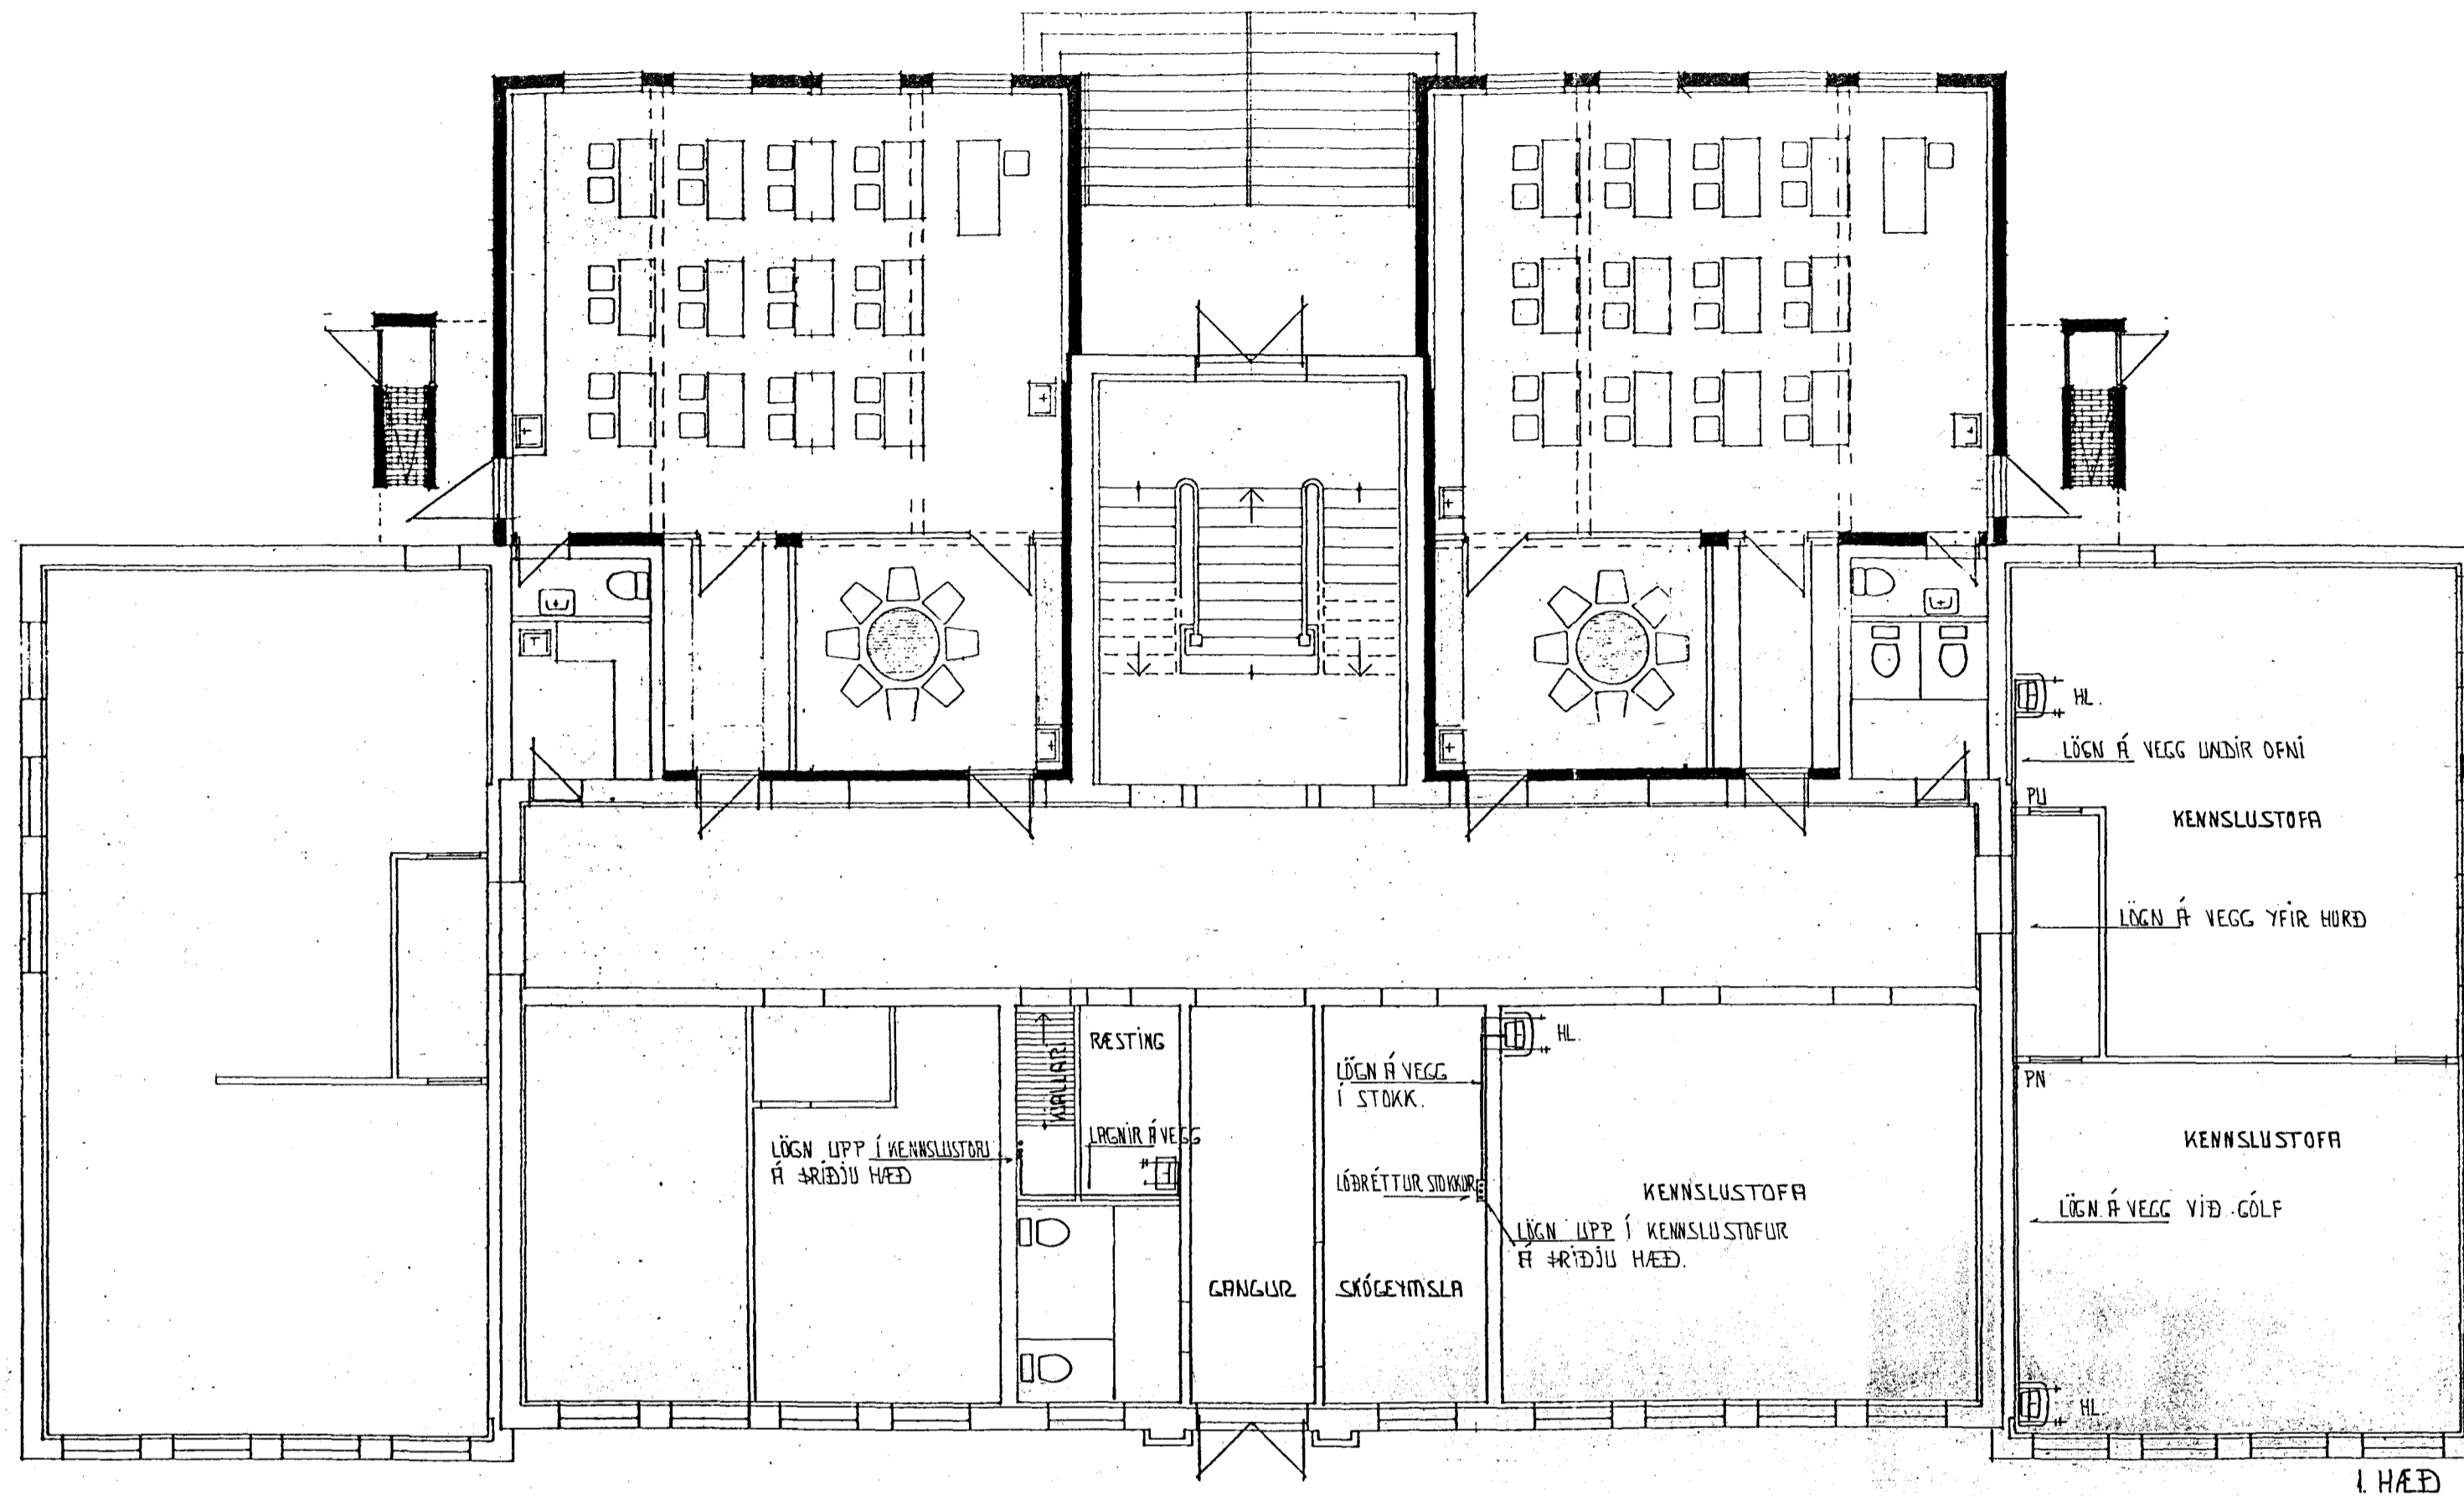 HL.
LÖGN Á VEGG UNDIR OFNI
PU
KENNSLUSTOFA
LÖGN Á VEGG YFIR HURÐ
RÆSTING
KJALLARI
HL.
LÖGN Á VEGG
Í STOKK.
PN
LAGNIR Á VEGG
KENNSLUSTOFA
LÖGN UPP Í KENNSLUSTOFU
Á ÞRIÐJU HÆÐ
LÓÐRÉTTUR STOKKUR
KENNSLUSTOFA
LÖGN Á VEGG VIÐ GÓLF
LÖGN UPP Í KENNSLUSTOFUR
Á ÞRIÐJU HÆÐ.
GANGUR
SKÓGEYMSLA
HL.
1. HÆÐ